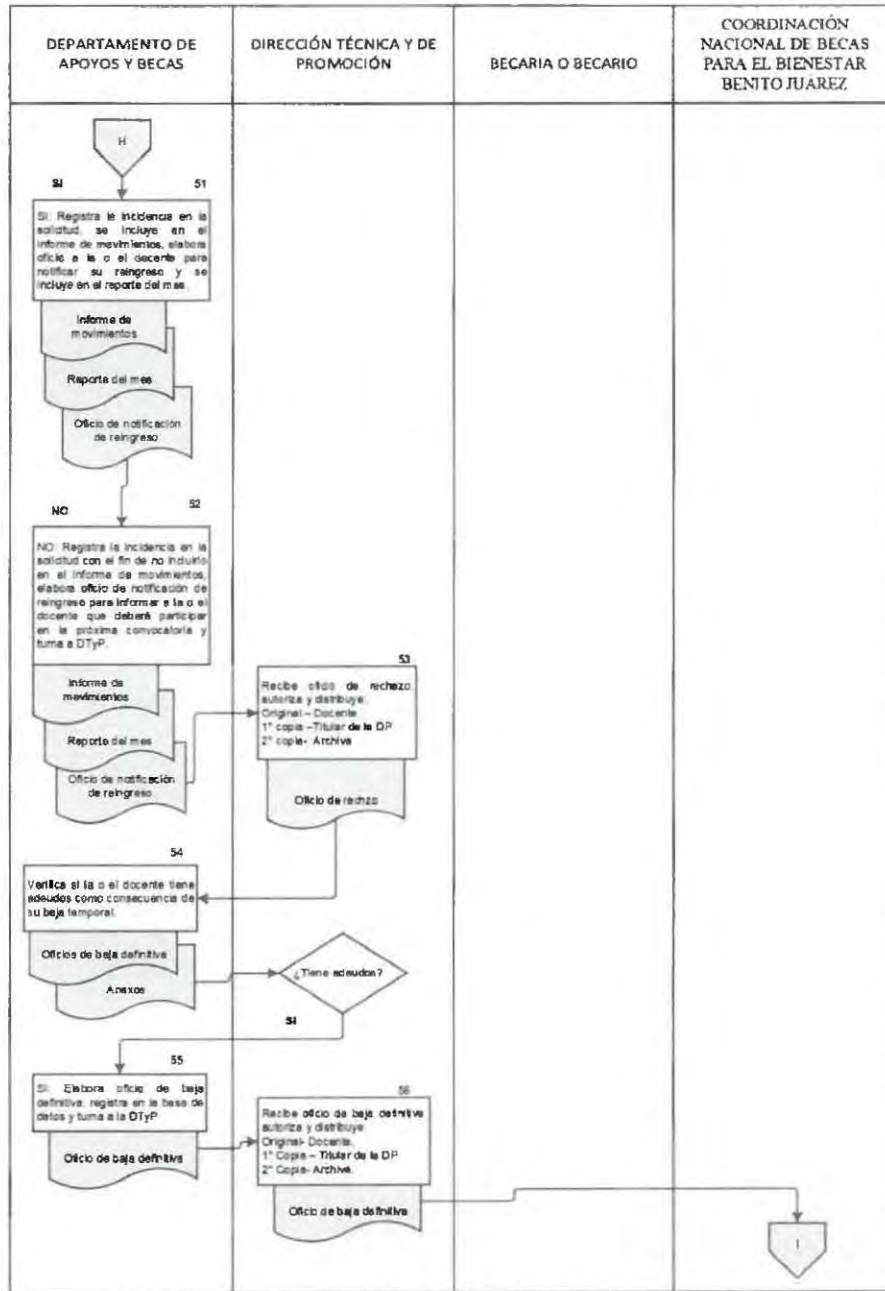 DEPARTAMENTO DE
APOYOS Y BECAS
DIRECCIÓN TÉCNICA Y DE
PROMOCIÓN
BECARIA O BECARIO
COORDINACIÓN
NACIONAL DE BECAS
PARA EL BIENESTAR
BENITO JUÁREZ
H
SI
51
SI: Registra la incidencia en la
solicitud, se incluye en el
informe de movimientos, elabora
oficio a la o el docente para
notificar su reingreso y se
incluye en el reporte del mes.
Informe de
movimientos
Reporte del mes
Oficio de notificación
de reingreso
NO
52
NO: Registra la incidencia en la
solicitud con el fin de no incluirlo
en el informe de movimientos,
elabora oficio de notificación de
reingreso para informar a la o el
docente que deberá participar
en la próxima convocatoria y
turna a DTyP.
Informe de
movimientos
Reporte del mes
Oficio de notificación
de reingreso
53
Recibe oficio de rechazo,
autoriza y distribuye:
Original – Docente
1° copia –Titular de la DP
2° copia- Archivo
Oficio de rechzo
54
Verifica si la o el docente tiene
adeudos como consecuencia de
su baja temporal.
Oficios de baja definitiva
Anexos
¿Tiene adeudos?
SI
55
SI: Elabora oficio de baja
definitiva, registra en la base de
datos y turna a la DTyP
Oficio de baja definitiva
56
Recibe oficio de baja definitiva
autoriza y distribuye
Original- Docente.
1° Copia – Titular de la DP
2° Copia- Archivo.
Oficio de baja definitiva
I